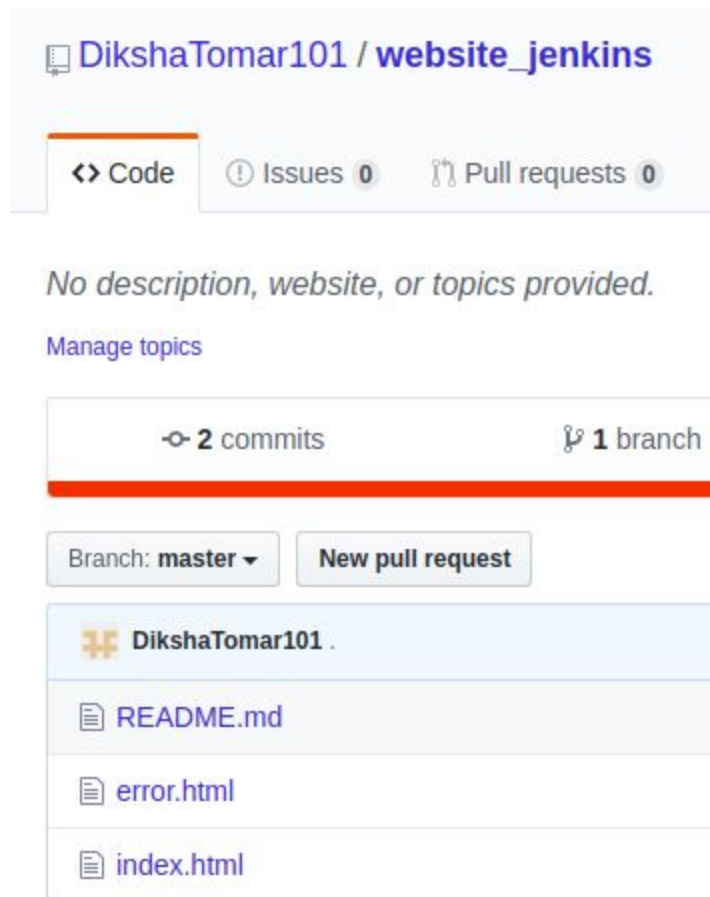 DikshaTomar101 / website_jenkins
<> Code Issues 0 Pull requests 0
No description, website, or topics provided.
Manage topics
2 commits 1 branch
Branch: master New pull request
DikshaTomar101 .
README.md
error.html
index.html